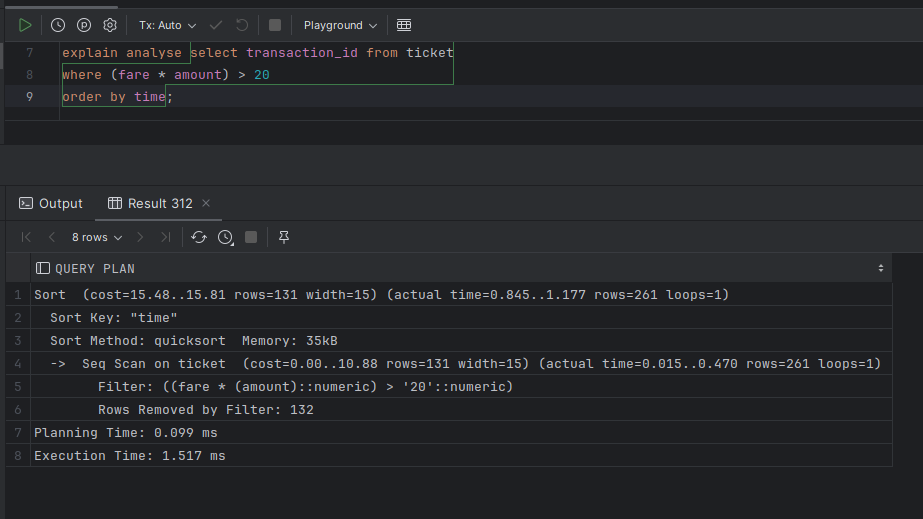 Tx: Auto Playground
7 explain analyse select transaction_id from ticket
8 where (fare * amount) > 20
9 order by time;
Output Result 312
8 rows
QUERY PLAN
1 Sort  (cost=15.48..15.81 rows=131 width=15) (actual time=0.845..1.177 rows=261 loops=1)
2   Sort Key: "time"
3   Sort Method: quicksort  Memory: 35kB
4   ->  Seq Scan on ticket  (cost=0.00..10.88 rows=131 width=15) (actual time=0.015..0.470 rows=261 loops=1)
5         Filter: ((fare * (amount)::numeric) > '20'::numeric)
6         Rows Removed by Filter: 132
7 Planning Time: 0.099 ms
8 Execution Time: 1.517 ms